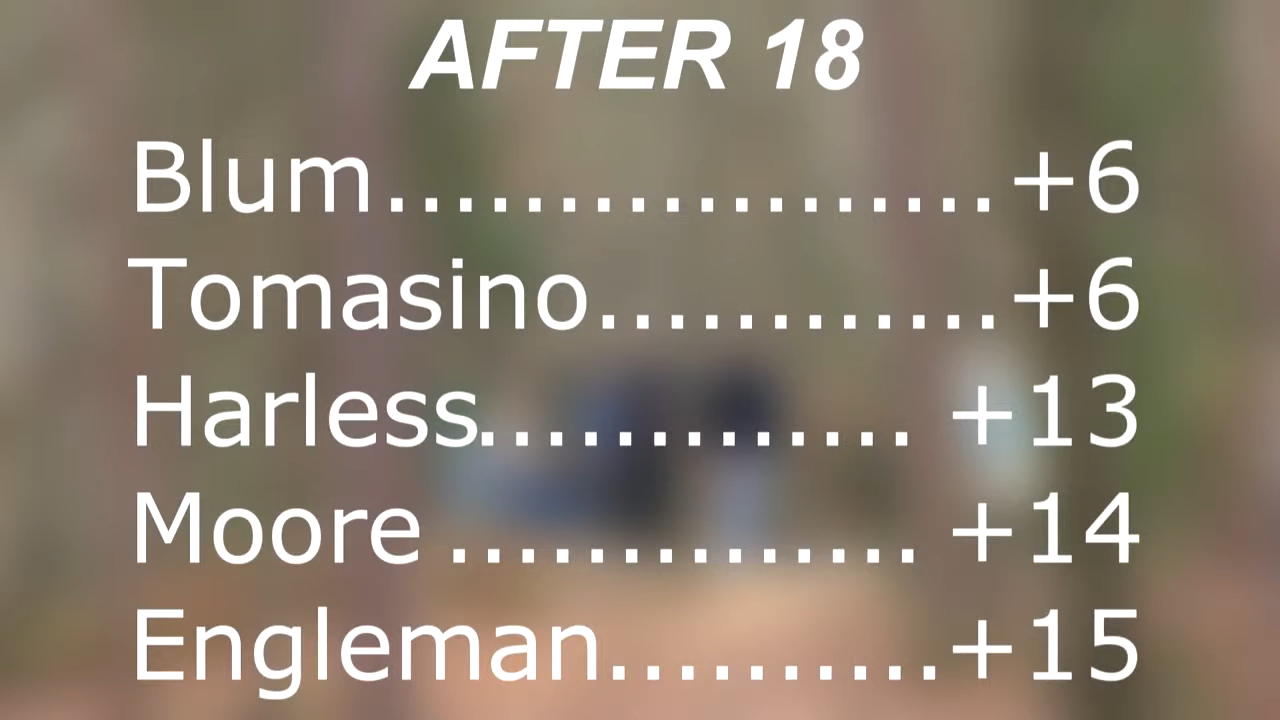 AFTER 18
Blum..................+6
Tomasino............+6
Harless............. +13
Moore .............. +14
Engleman..........+15